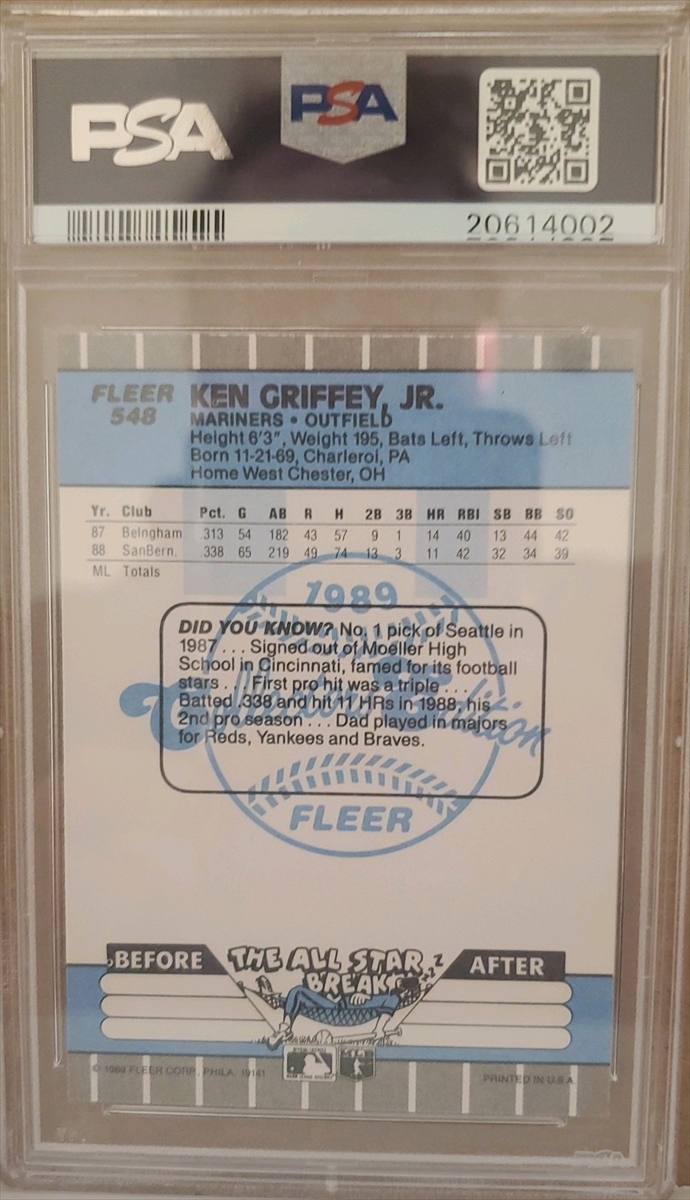 PSA
PSA
20614002
FLEER
548
KEN GRIFFEY, JR.
MARINERS • OUTFIELD
Height 6'3", Weight 195, Bats Left, Throws Left
Born 11-21-69, Charleroi, PA
Home West Chester, OH
Yr. Club Pct. G AB R H 2B 3B HR RBI SB BB SO
87 Belngham .313 54 182 43 57 9 1 14 40 13 44 42
88 SanBern. .338 65 219 49 74 13 3 11 42 32 34 39
ML Totals
1989
DID YOU KNOW? No. 1 pick of Seattle in
1987 . . . Signed out of Moeller High
School in Cincinnati, famed for its football
stars . . . First pro hit was a triple . . .
Batted .338 and hit 11 HRs in 1988, his
2nd pro season . . . Dad played in majors
for Reds, Yankees and Braves.
Collectors' Edition
FLEER
BEFORE
THE ALL STAR
BREAK
zzZ
AFTER
© 1989 FLEER CORP., PHILA. 19141
PRINTED IN U.S.A.